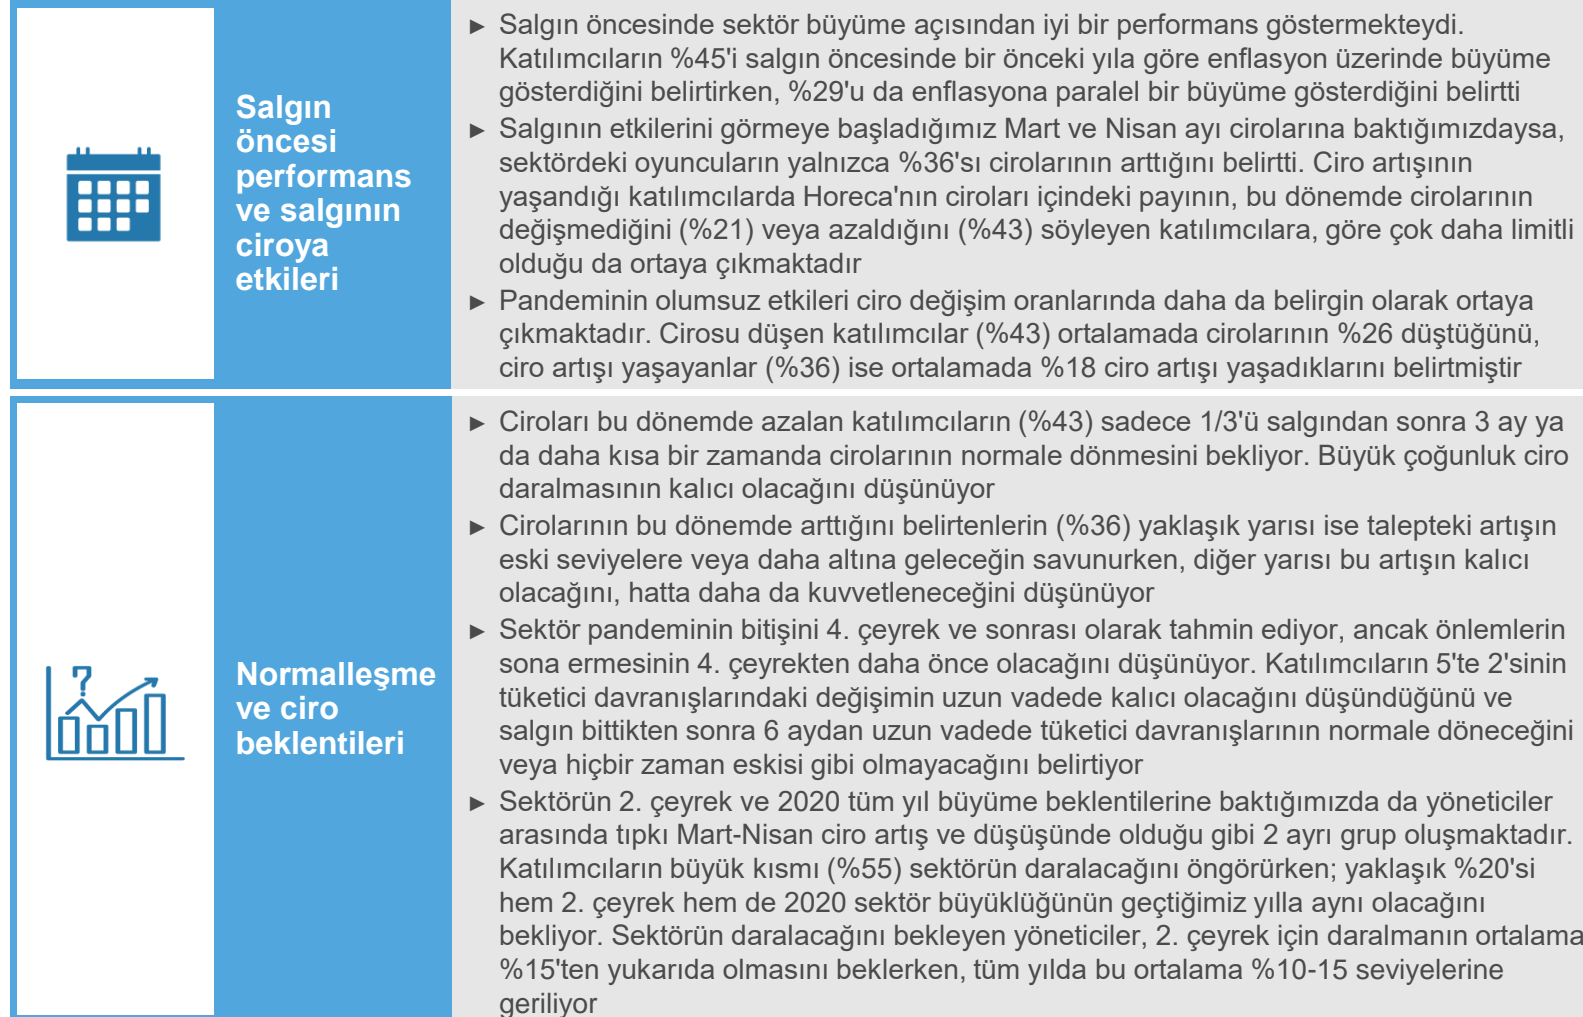 Salgın
öncesi
performans
ve salgının
ciroya
etkileri
► Salgın öncesinde sektör büyüme açısından iyi bir performans göstermekteydi.
Katılımcıların %45'i salgın öncesinde bir önceki yıla göre enflasyon üzerinde büyüme
gösterdiğini belirtirken, %29'u da enflasyona paralel bir büyüme gösterdiğini belirtti
► Salgının etkilerini görmeye başladığımız Mart ve Nisan ayı cirolarına baktığımızdaysa,
sektördeki oyuncuların yalnızca %36'sı cirolarının arttığını belirtti. Ciro artışının
yaşandığı katılımcılarda Horeca'nın ciroları içindeki payının, bu dönemde cirolarının
değişmediğini (%21) veya azaldığını (%43) söyleyen katılımcılara, göre çok daha limitli
olduğu da ortaya çıkmaktadır
► Pandeminin olumsuz etkileri ciro değişim oranlarında daha da belirgin olarak ortaya
çıkmaktadır. Cirosu düşen katılımcılar (%43) ortalamada cirolarının %26 düştüğünü,
ciro artışı yaşayanlar (%36) ise ortalamada %18 ciro artışı yaşadıklarını belirtmiştir
Normalleşme
ve ciro
beklentileri
► Ciroları bu dönemde azalan katılımcıların (%43) sadece 1/3'ü salgından sonra 3 ay ya
da daha kısa bir zamanda cirolarının normale dönmesini bekliyor. Büyük çoğunluk ciro
daralmasının kalıcı olacağını düşünüyor
► Cirolarının bu dönemde arttığını belirtenlerin (%36) yaklaşık yarısı ise talepteki artışın
eski seviyelere veya daha altına geleceğin savunurken, diğer yarısı bu artışın kalıcı
olacağını, hatta daha da kuvvetleneceğini düşünüyor
► Sektör pandeminin bitişini 4. çeyrek ve sonrası olarak tahmin ediyor, ancak önlemlerin
sona ermesinin 4. çeyrekten daha önce olacağını düşünüyor. Katılımcıların 5'te 2'sinin
tüketici davranışlarındaki değişimin uzun vadede kalıcı olacağını düşündüğünü ve
salgın bittikten sonra 6 aydan uzun vadede tüketici davranışlarının normale döneceğini
veya hiçbir zaman eskisi gibi olmayacağını belirtiyor
► Sektörün 2. çeyrek ve 2020 tüm yıl büyüme beklentilerine baktığımızda da yöneticiler
arasında tıpkı Mart-Nisan ciro artış ve düşüşünde olduğu gibi 2 ayrı grup oluşmaktadır.
Katılımcıların büyük kısmı (%55) sektörün daralacağını öngörürken; yaklaşık %20'si
hem 2. çeyrek hem de 2020 sektör büyüklüğünün geçtiğimiz yılla aynı olacağını
bekliyor. Sektörün daralacağını bekleyen yöneticiler, 2. çeyrek için daralmanın ortalama
%15'ten yukarıda olmasını beklerken, tüm yılda bu ortalama %10-15 seviyelerine
geriliyor